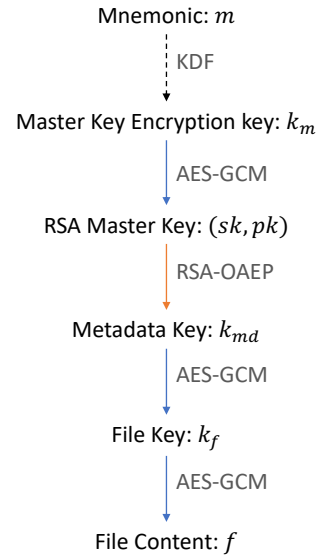 Mnemonic: m
KDF
Master Key Encryption key: kₘ
AES-GCM
RSA Master Key: (sk, pk)
RSA-OAEP
Metadata Key: k_md
AES-GCM
File Key: k_f
AES-GCM
File Content: f